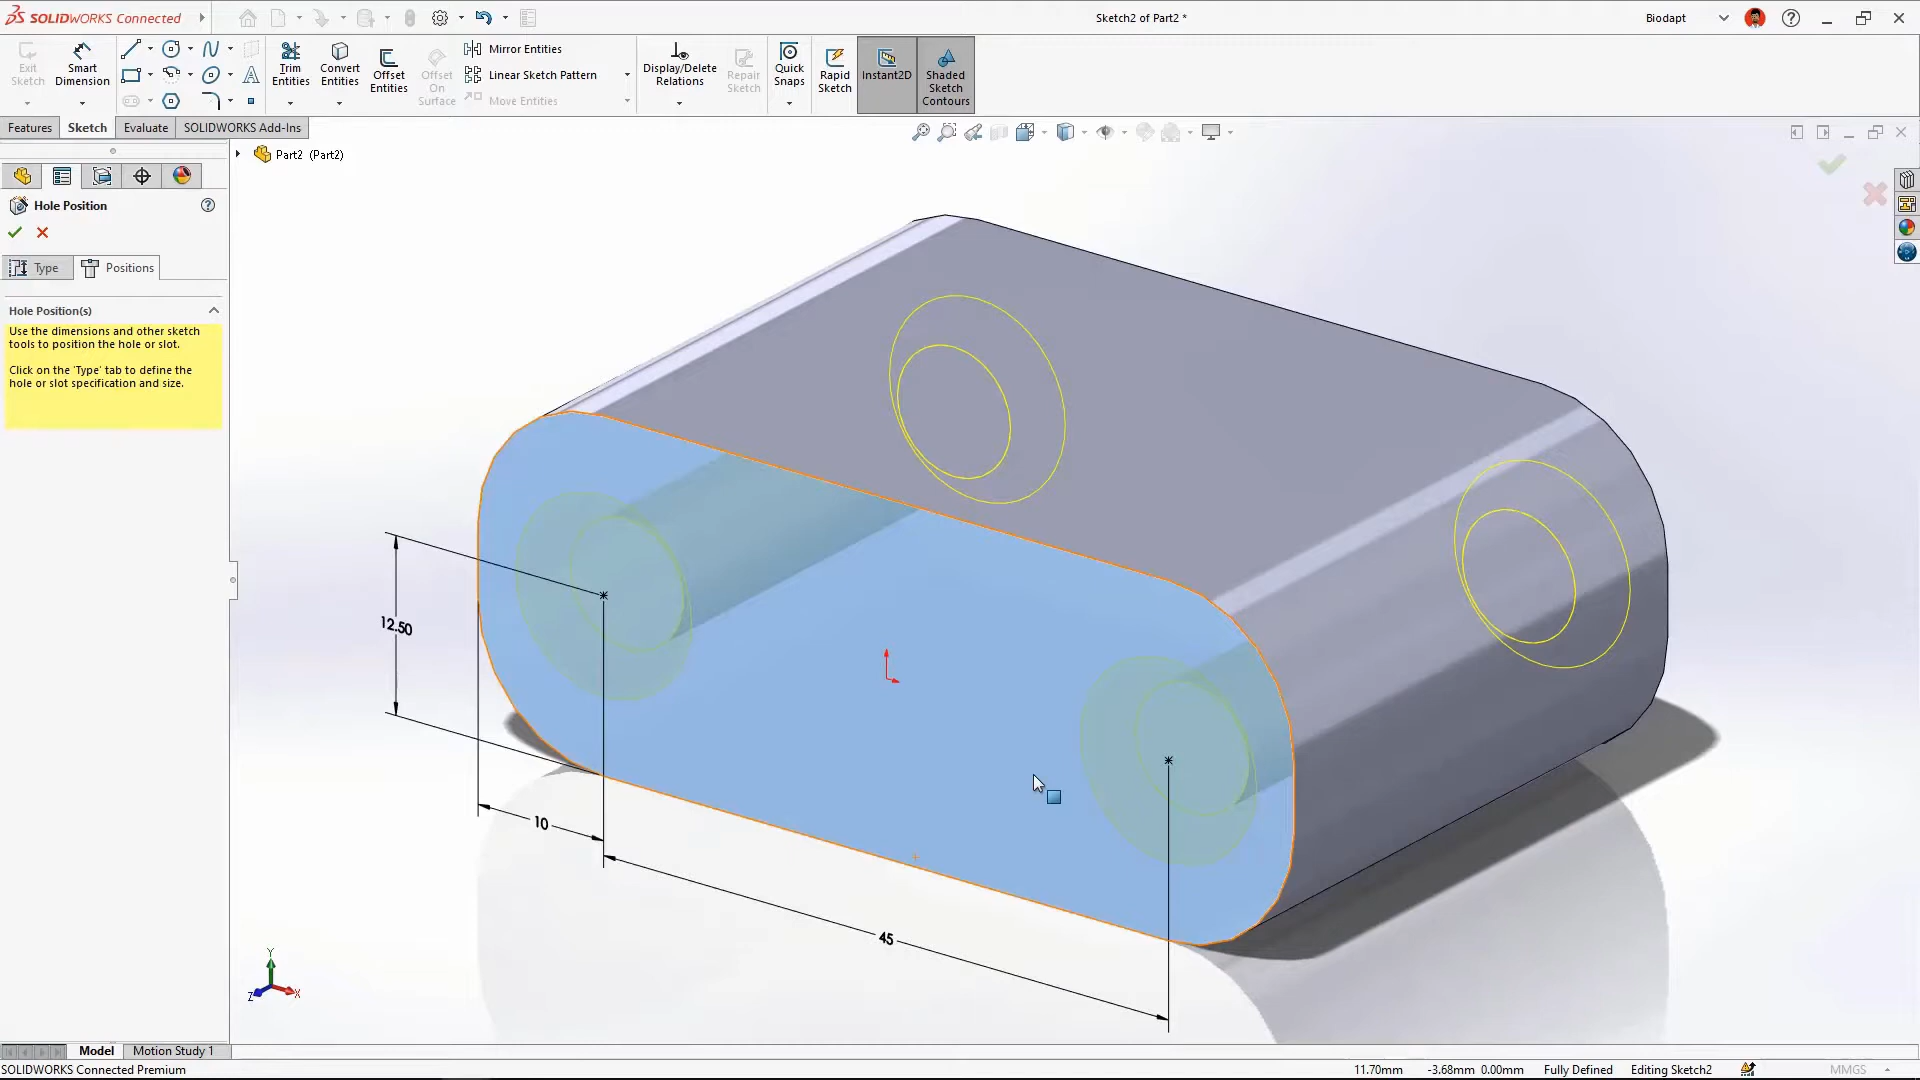 SOLIDWORKS Connected
Sketch2 of Part2 *
Biodapt
Exit Sketch
Smart Dimension
Trim Entities
Convert Entities
Offset Entities
Offset On Surface
Mirror Entities
Linear Sketch Pattern
Move Entities
Display/Delete Relations
Repair Sketch
Quick Snaps
Rapid Sketch
Instant2D
Shaded Sketch Contours
Features
Sketch
Evaluate
SOLIDWORKS Add-Ins
Part2 (Part2)
Hole Position
Type
Positions
Hole Position(s)
Use the dimensions and other sketch
tools to position the hole or slot.
Click on the 'Type' tab to define the
hole or slot specification and size.
12.50
10
45
Y
Z
X
Model
Motion Study 1
SOLIDWORKS Connected Premium
11.70mm
-3.68mm
0.00mm
Fully Defined
Editing Sketch2
MMGS